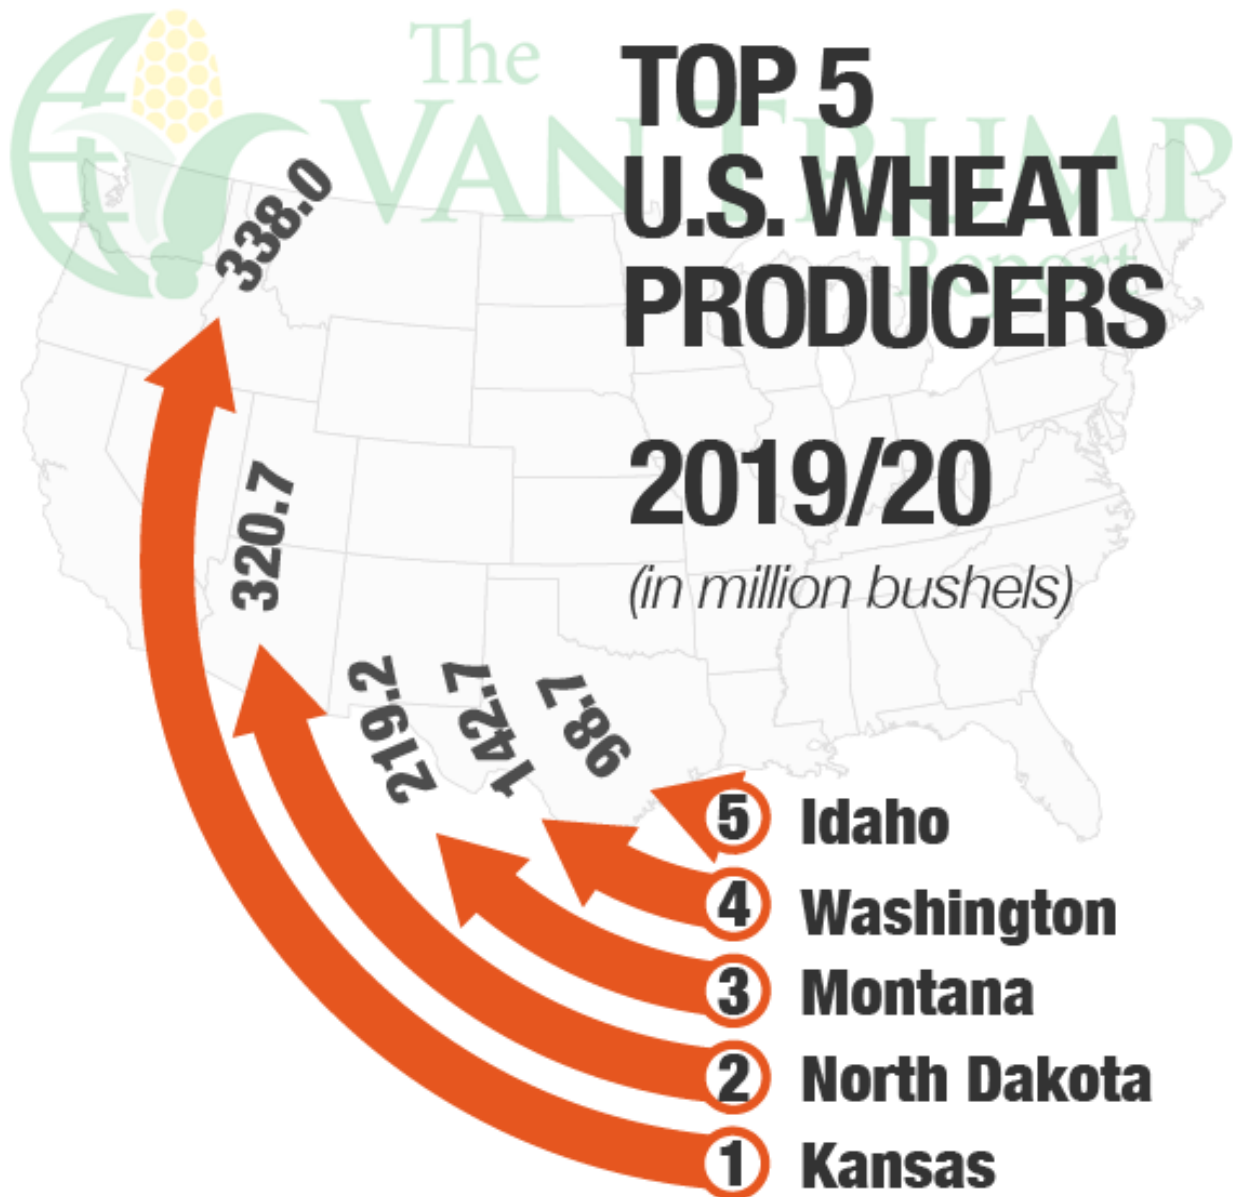 The
VAN TRUMP
Report
TOP 5
U.S. WHEAT
PRODUCERS
2019/20
(in million bushels)
338.0
320.7
219.2
142.7
98.7
5 Idaho
4 Washington
3 Montana
2 North Dakota
1 Kansas